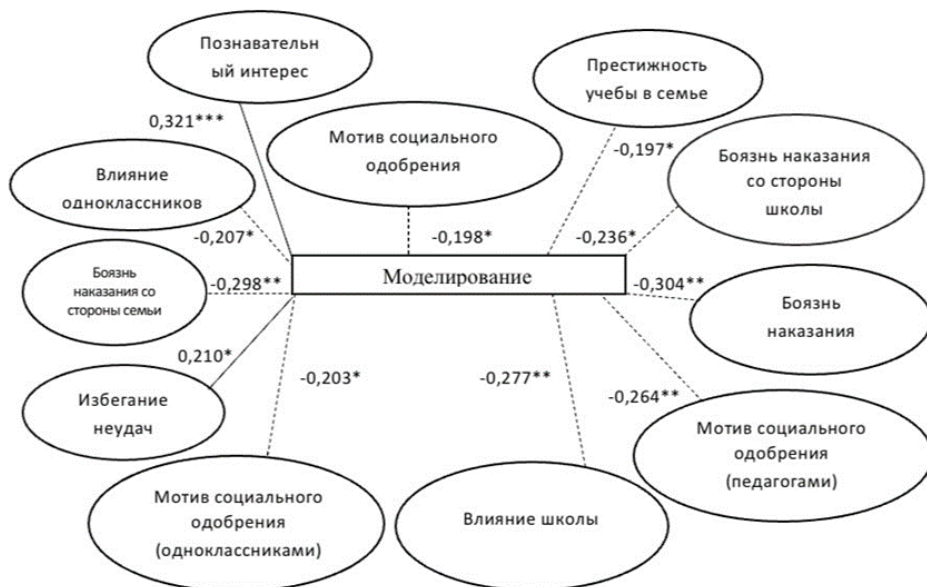 Познавательн
ый интерес
Престижность
учебы в семье
0,321***
Мотив социального
одобрения
-0,197*
Боязнь наказания
со стороны
школы
Влияние
одноклассников
-0,207*
-0,198*
-0,236*
Моделирование
Боязнь
наказания со
стороны семьи
-0,298**
-0,304**
Боязнь
наказания
0,210*
-0,203*
-0,277**
-0,264**
Избегание
неудач
Мотив социального
одобрения
(педагогами)
Мотив социального
одобрения
(одноклассниками)
Влияние школы